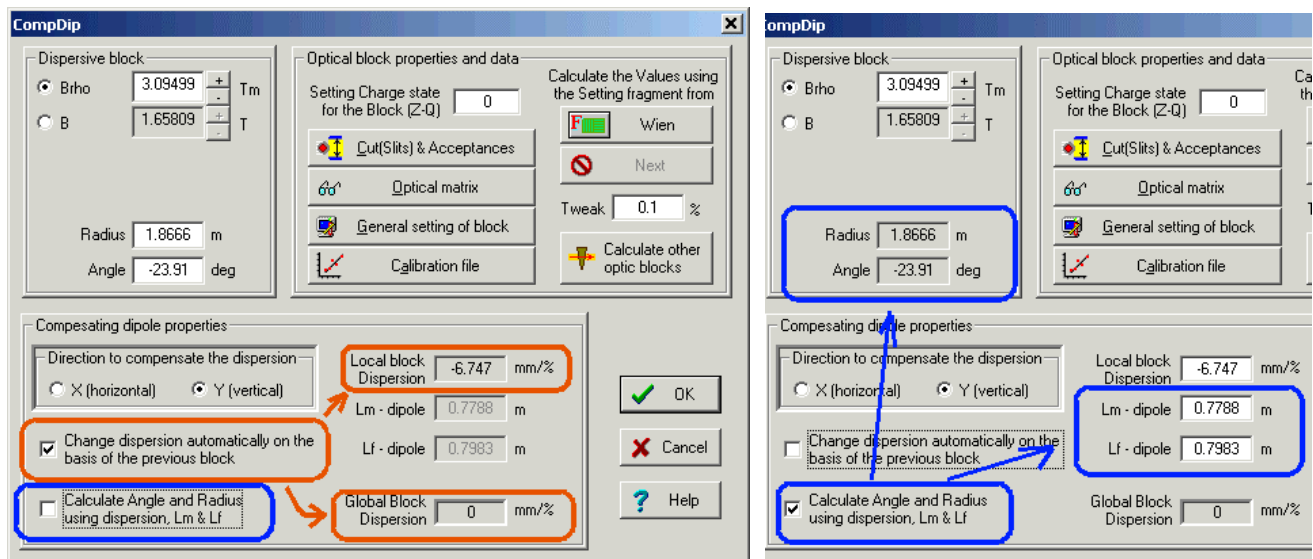 CompDip
Dispersive block
Brho 3.09499 + - Tm
B 1.65809 + - T
Radius 1.8666 m
Angle -23.91 deg
Optical block properties and data
Setting Charge state
for the Block (Z-Q) 0
Cut(Slits) & Acceptances
Optical matrix
General setting of block
Calibration file
Calculate the Values using
the Setting fragment from
F Wien
Next
Tweak 0.1 %
Calculate other
optic blocks
Compesating dipole properties
Direction to compensate the dispersion
X (horizontal) Y (vertical)
Local block
Dispersion -6.747 mm/%
Lm - dipole 0.7788 m
Lf - dipole 0.7983 m
Change dispersion automatically on the
basis of the previous block
Calculate Angle and Radius
using dispersion, Lm & Lf
Global Block
Dispersion 0 mm/%
OK
Cancel
? Help
ompDip
Dispersive block
Brho 3.09499 + - Tm
B 1.65809 + - T
Radius 1.8666 m
Angle -23.91 deg
Optical block properties and data
Setting Charge state
for the Block (Z-Q) 0
Cut(Slits) & Acceptances
Optical matrix
General setting of block
Calibration file
Ca
th
Compesating dipole properties
Direction to compensate the dispersion
X (horizontal) Y (vertical)
Local block
Dispersion -6.747 mm/%
Lm - dipole 0.7788 m
Lf - dipole 0.7983 m
Change dispersion automatically on the
basis of the previous block
Calculate Angle and Radius
using dispersion, Lm & Lf
Global Block
Dispersion 0 mm/%